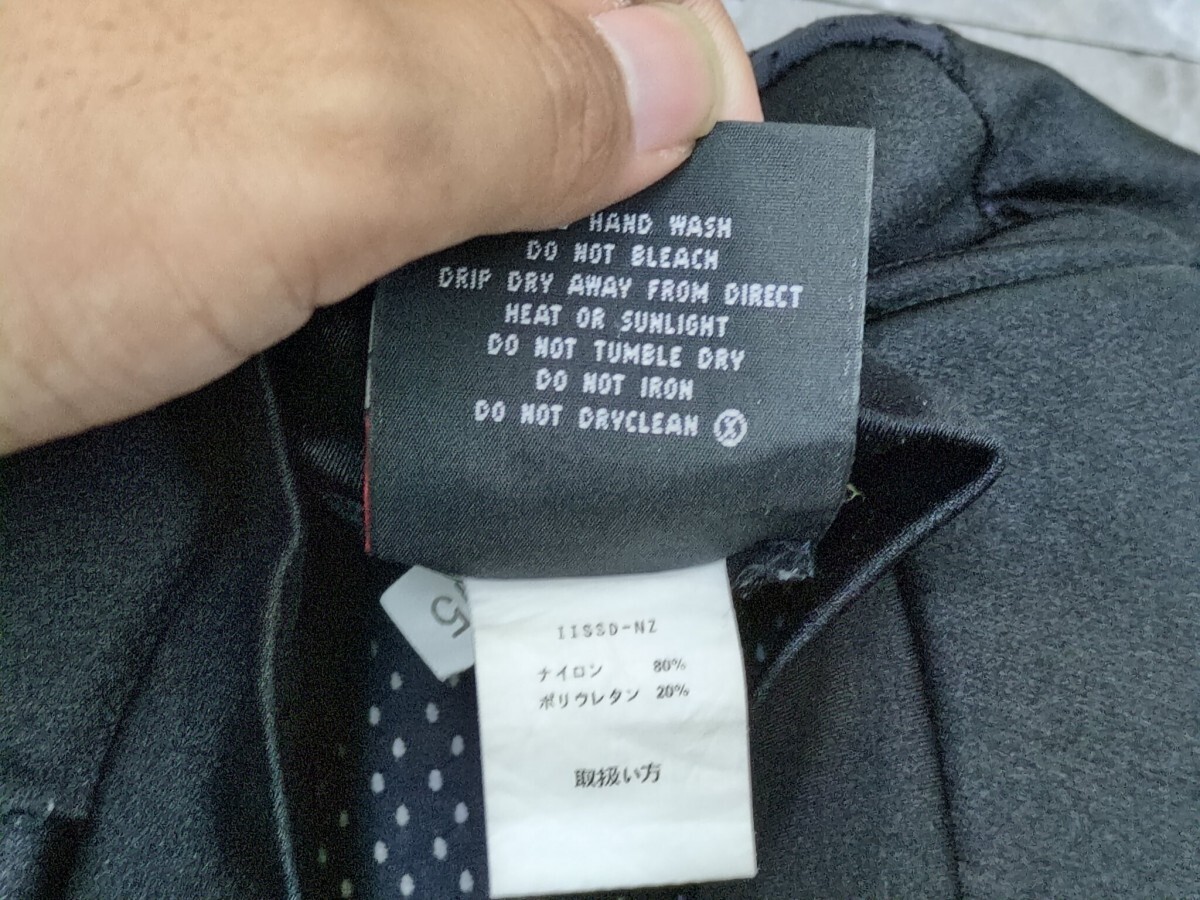 HAND WASH
DO NOT BLEACH
DRIP DRY AWAY FROM DIRECT
HEAT OR SUNLIGHT
DO NOT TUMBLE DRY
DO NOT IRON
DO NOT DRYCLEAN
5
IISSD-NZ
ナイロン 80%
ポリウレタン 20%
取扱い方